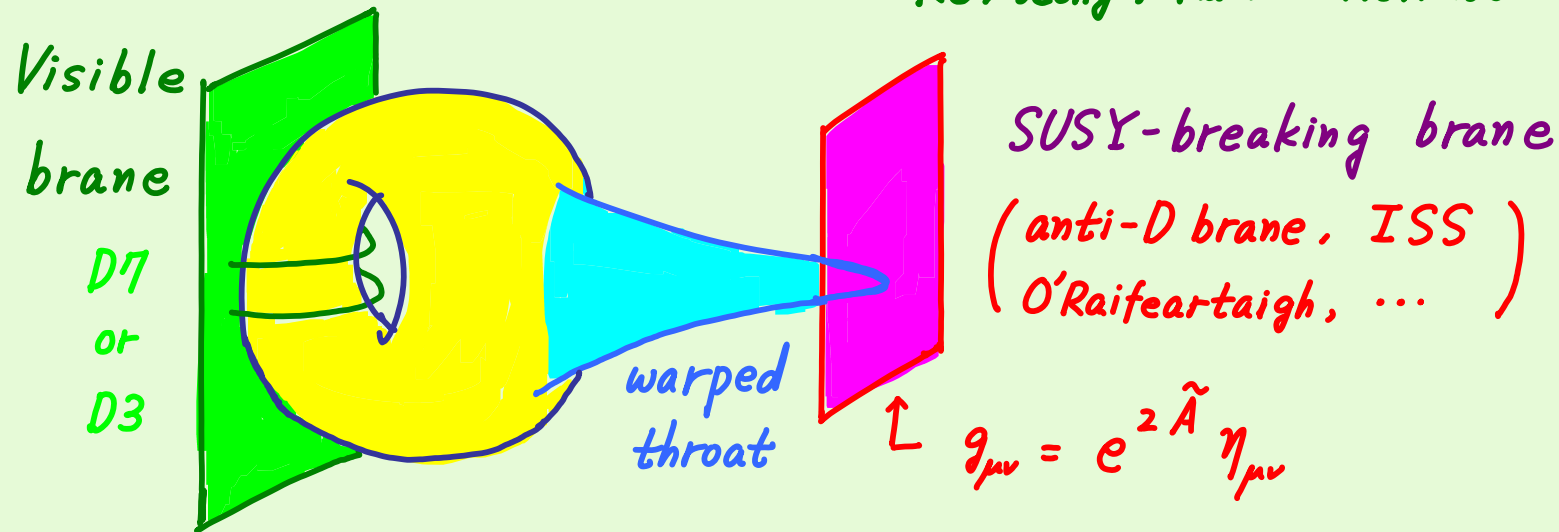 Visible
brane
D7
or
D3
warped
throat
SUSY-breaking brane
( anti-D brane, ISS
O'Raifeartaigh, ... )
g_μν = e^{2Ã} η_μν